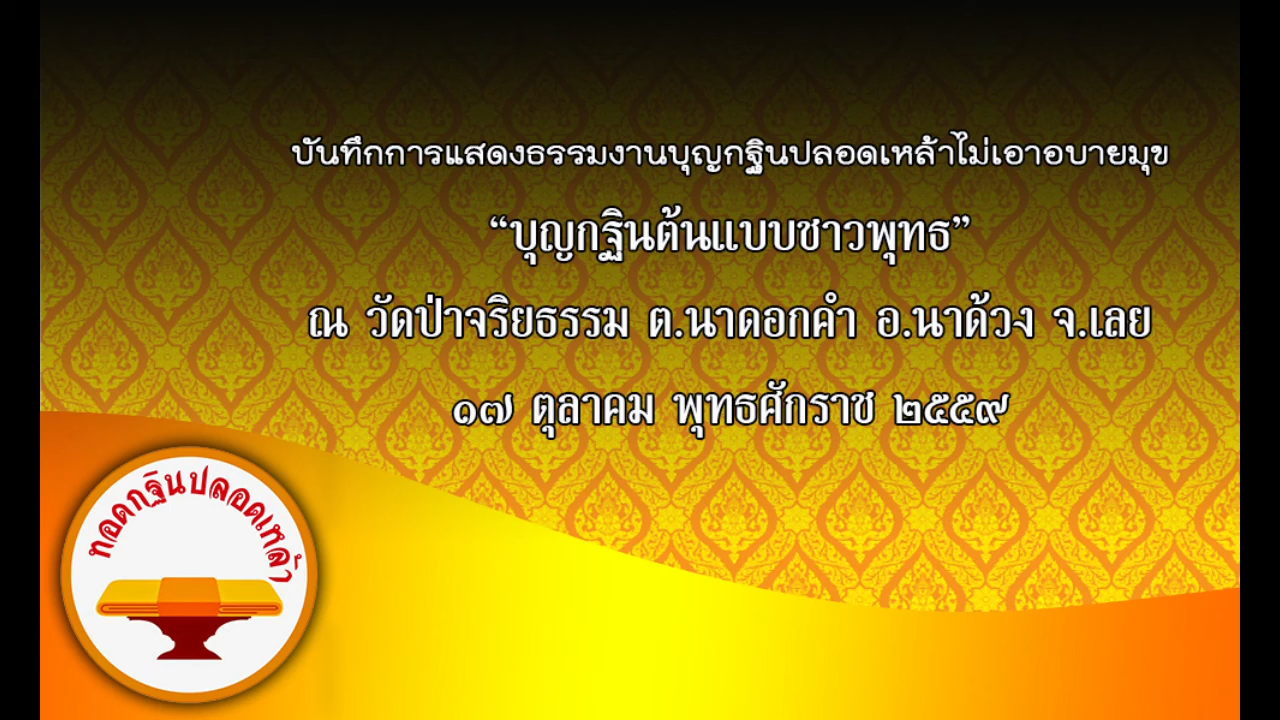 บันทึกการแสดงธรรมงานบุญกฐินปลอดเหล้าไม่เอาอบายมุข
“บุญกฐินต้นแบบชาวพุทธ”
ณ วัดป่าจริยธรรม ต.นาดอกคำ อ.นาด้วง จ.เลย
๑๗ ตุลาคม พุทธศักราช ๒๕๕๙
ทอดกฐินปลอดเหล้า